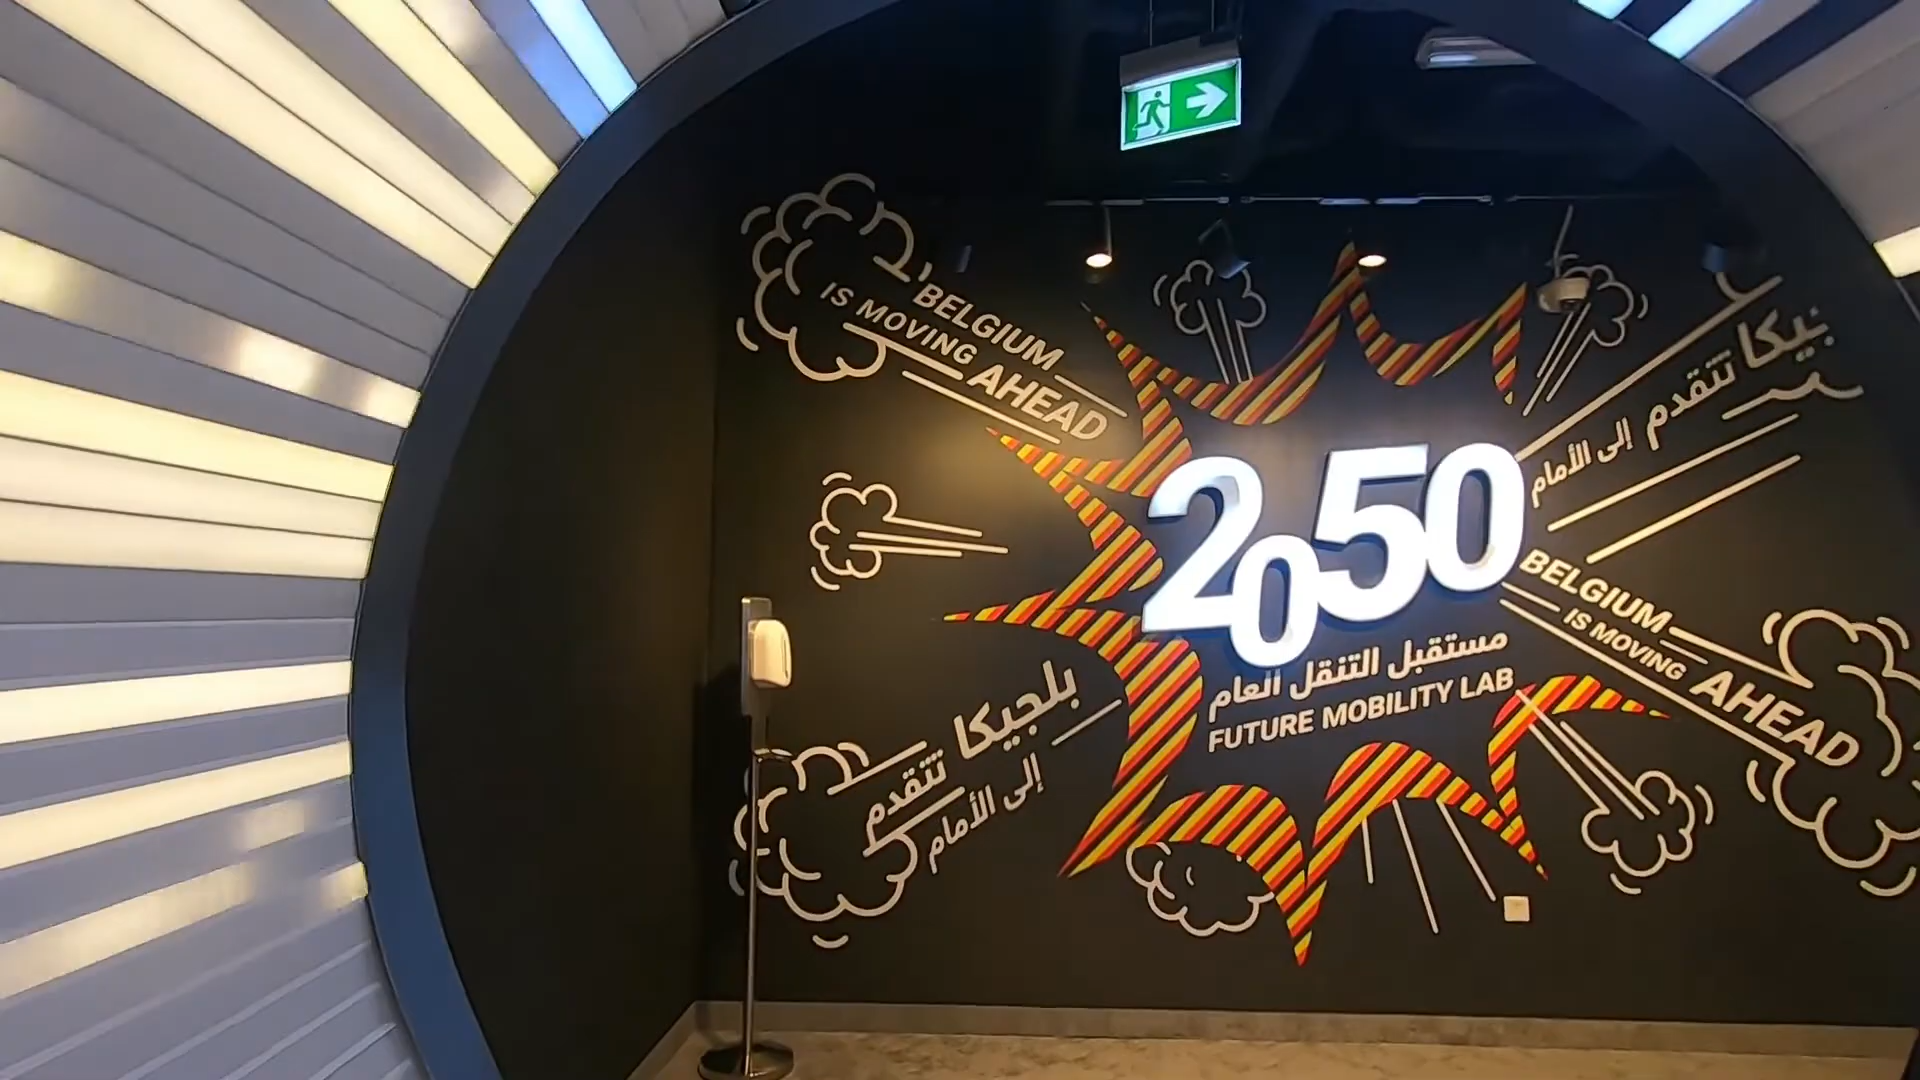 BELGIUM
IS MOVING
AHEAD
تتقدم
إلى الأمام
2050
مستقبل التنقل العام
FUTURE MOBILITY LAB
BELGIUM
IS MOVING
AHEAD
بلجيكا
تتقدم
إلى الأمام